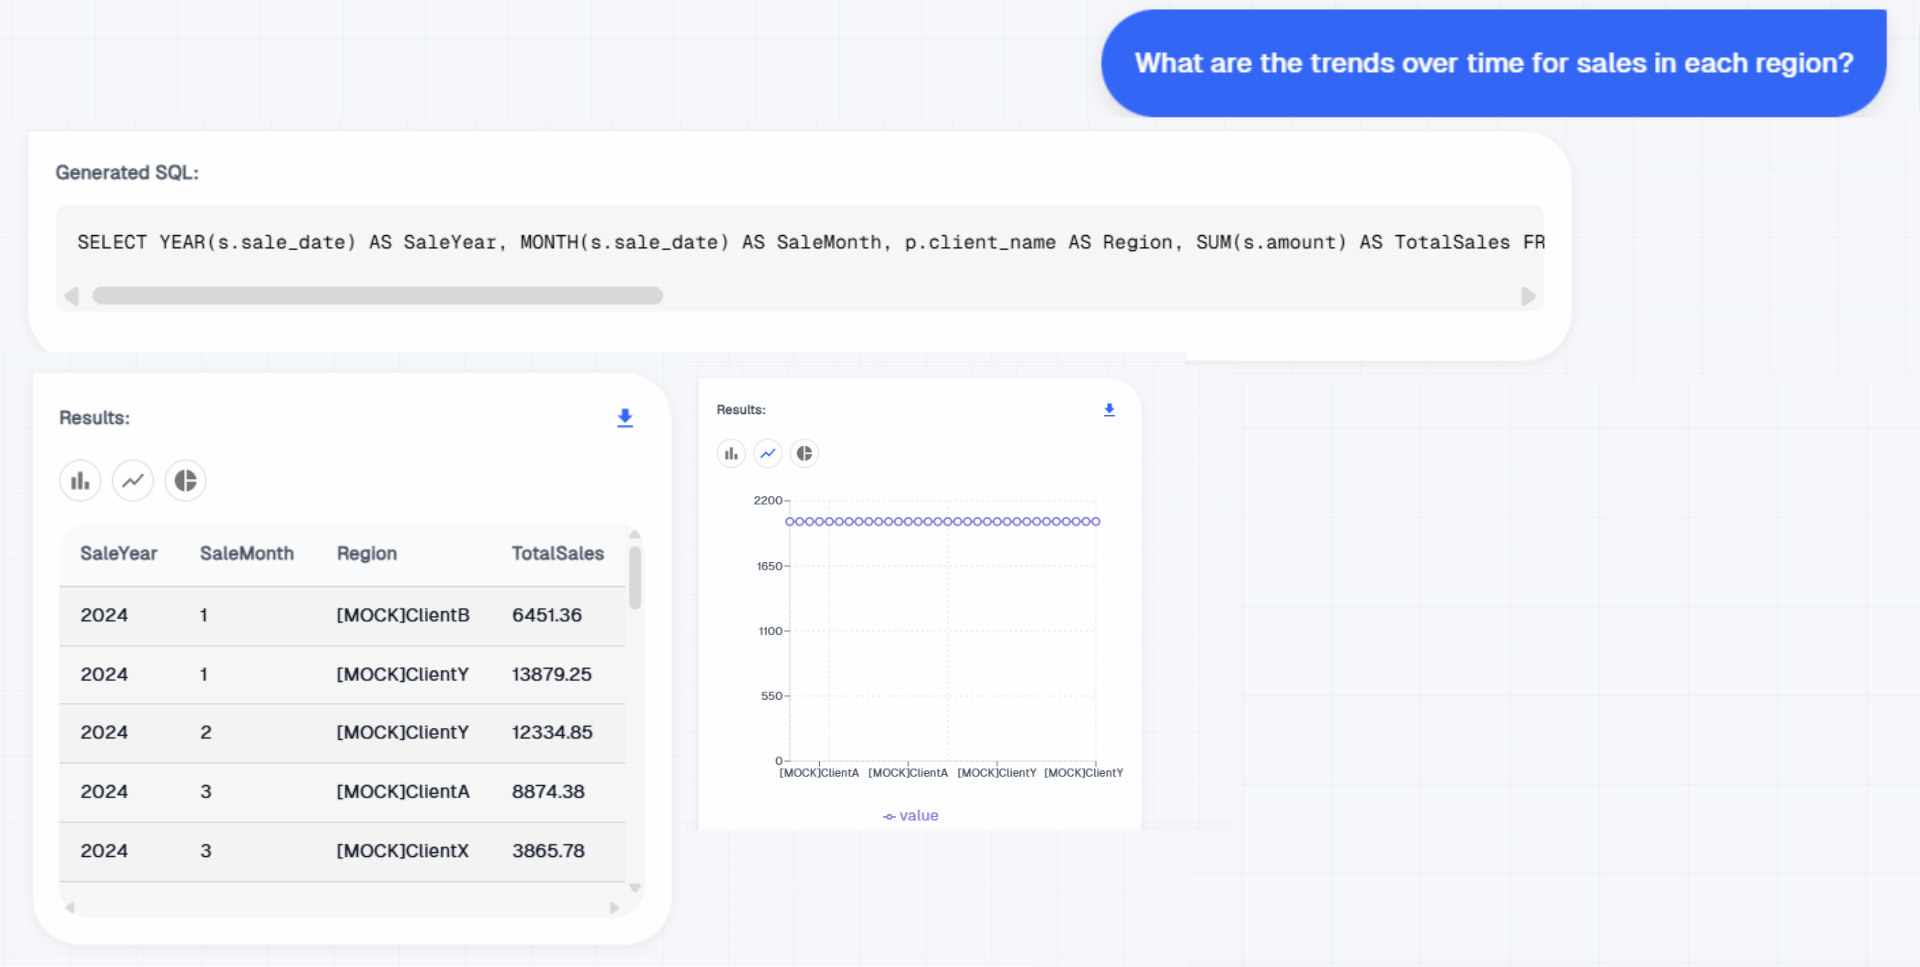 What are the trends over time for sales in each region?
Generated SQL:
SELECT YEAR(s.sale_date) AS SaleYear, MONTH(s.sale_date) AS SaleMonth, p.client_name AS Region, SUM(s.amount) AS TotalSales FR
Results:
SaleYear SaleMonth Region TotalSales
2024 1 [MOCK]ClientB 6451.36
2024 1 [MOCK]ClientY 13879.25
2024 2 [MOCK]ClientY 12334.85
2024 3 [MOCK]ClientA 8874.38
2024 3 [MOCK]ClientX 3865.78
Results:
2200
1650
1100
550
0
[MOCK]ClientA [MOCK]ClientA [MOCK]ClientY [MOCK]ClientY
value